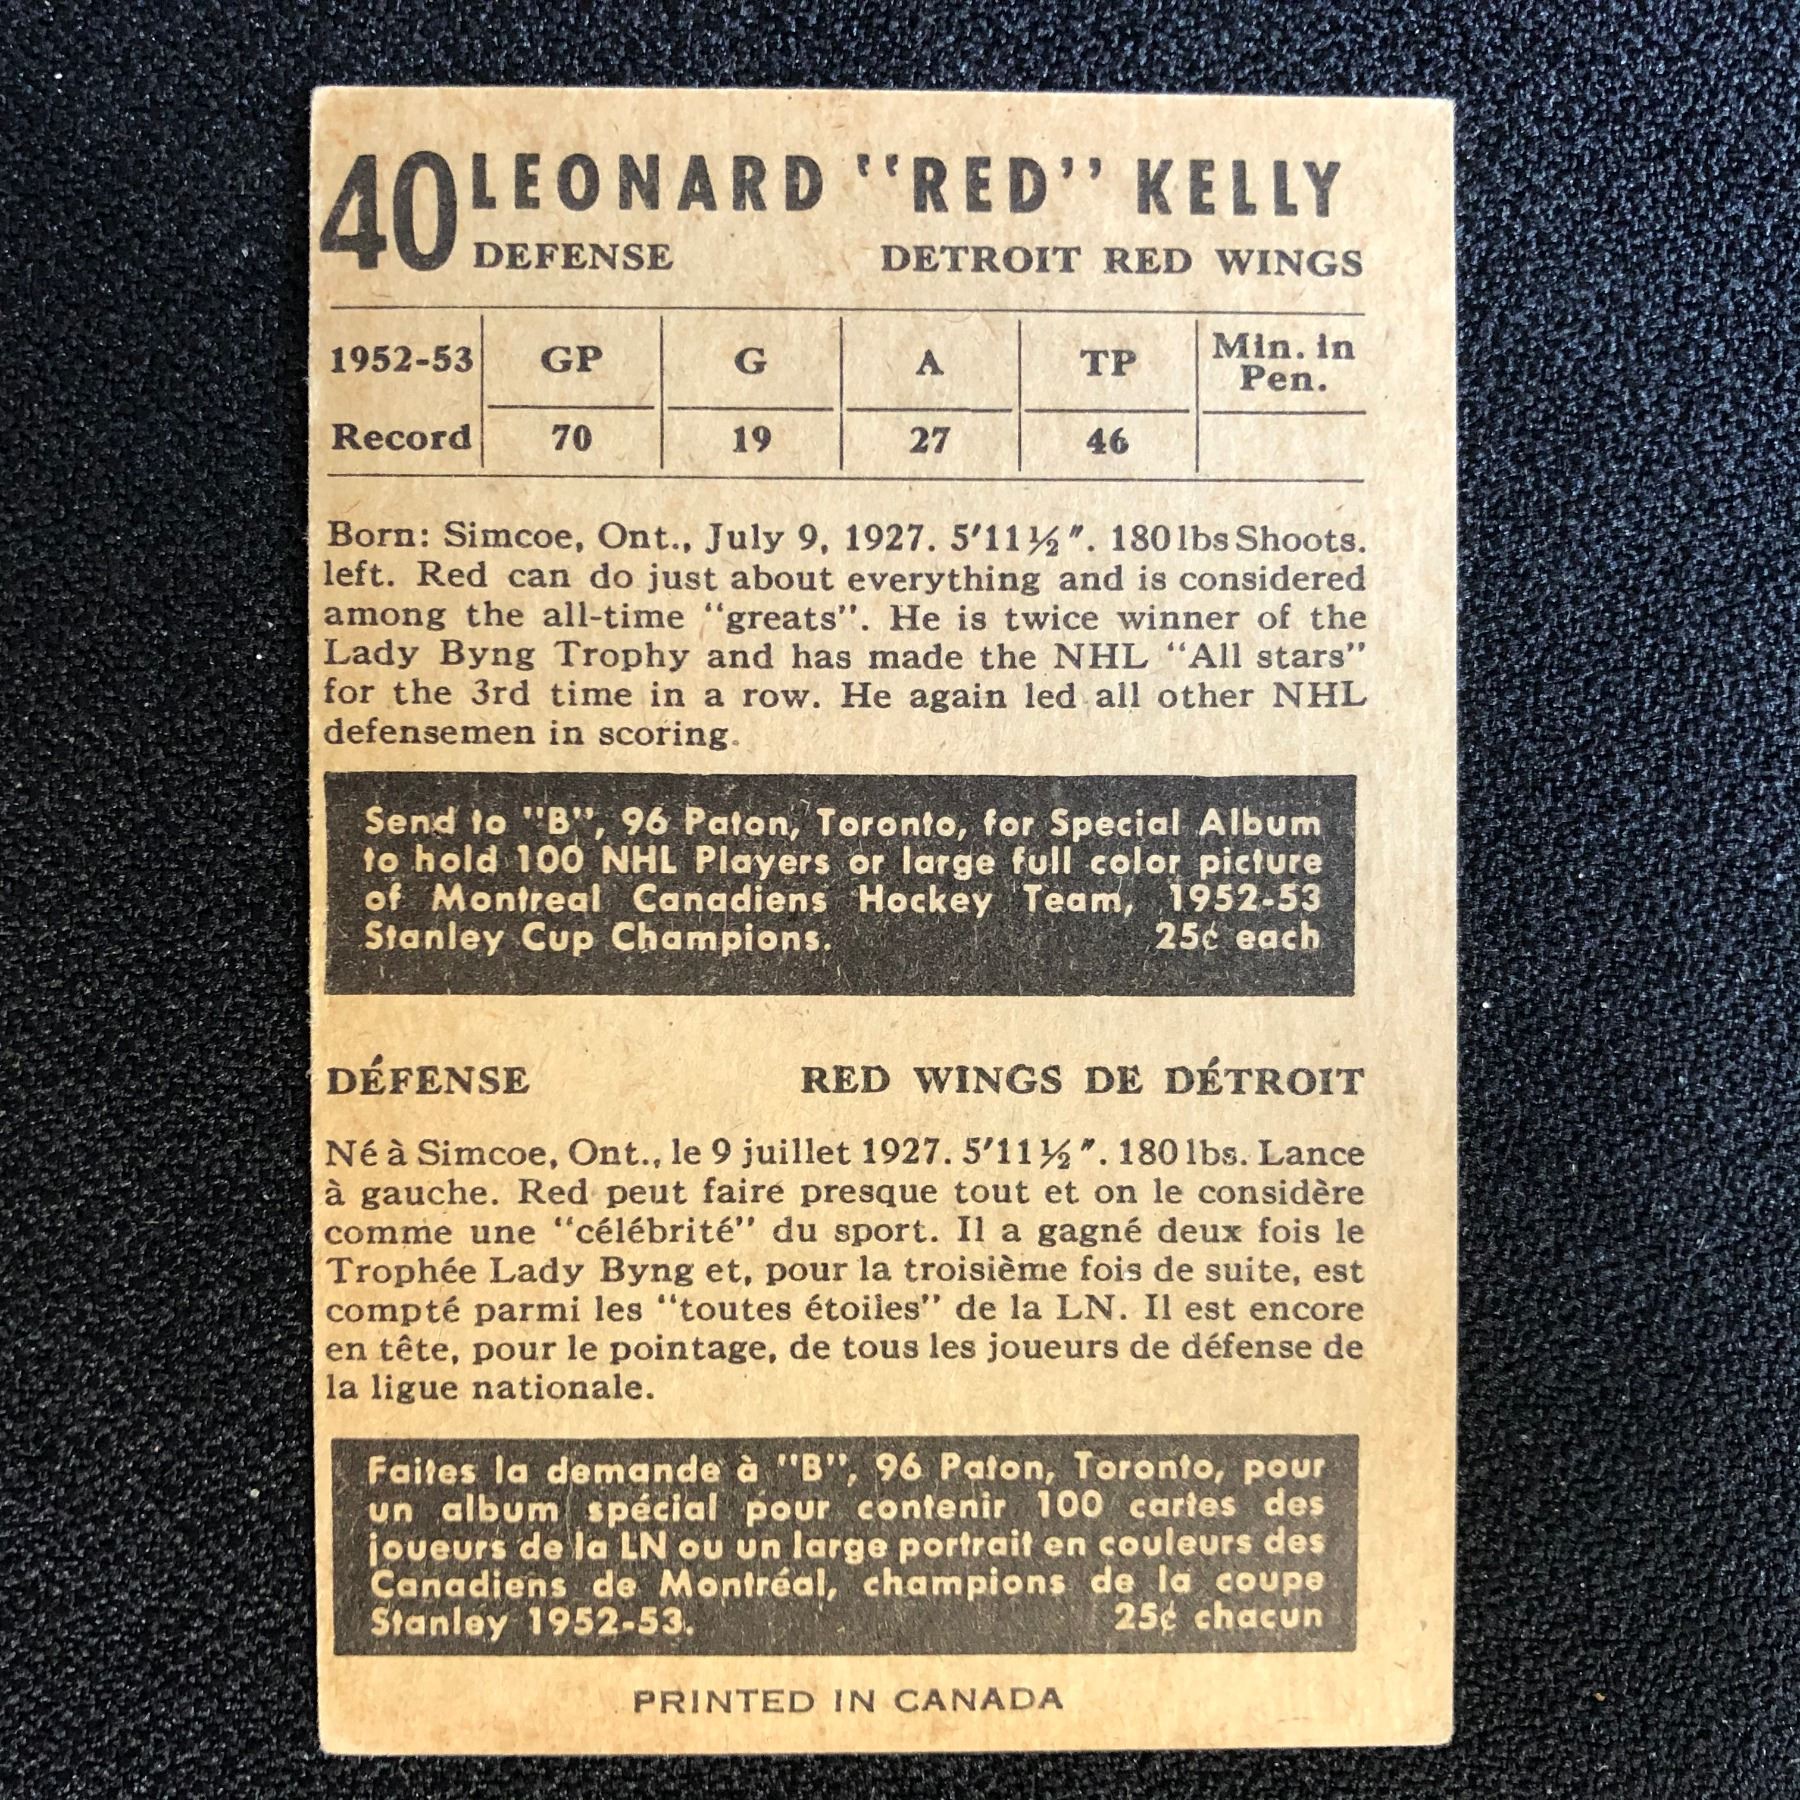 40 LEONARD "RED" KELLY
DEFENSE DETROIT RED WINGS
1952-53 GP G A TP Min. in Pen.
Record 70 19 27 46
Born: Simcoe, Ont., July 9, 1927. 5'11½". 180 lbs Shoots.
left. Red can do just about everything and is considered
among the all-time "greats". He is twice winner of the
Lady Byng Trophy and has made the NHL "All stars"
for the 3rd time in a row. He again led all other NHL
defensemen in scoring.
Send to "B", 96 Paton, Toronto, for Special Album
to hold 100 NHL Players or large full color picture
of Montreal Canadiens Hockey Team, 1952-53
Stanley Cup Champions. 25¢ each
DÉFENSE RED WINGS DE DÉTROIT
Né à Simcoe, Ont., le 9 juillet 1927. 5'11½". 180 lbs. Lance
à gauche. Red peut faire presque tout et on le considère
comme une "célébrité" du sport. Il a gagné deux fois le
Trophée Lady Byng et, pour la troisième fois de suite, est
compté parmi les "toutes étoiles" de la LN. Il est encore
en tête, pour le pointage, de tous les joueurs de défense de
la ligue nationale.
Faites la demande à "B", 96 Paton, Toronto, pour
un album spécial pour contenir 100 cartes des
joueurs de la LN ou un large portrait en couleurs des
Canadiens de Montréal, champions de la coupe
Stanley 1952-53. 25¢ chacun
PRINTED IN CANADA